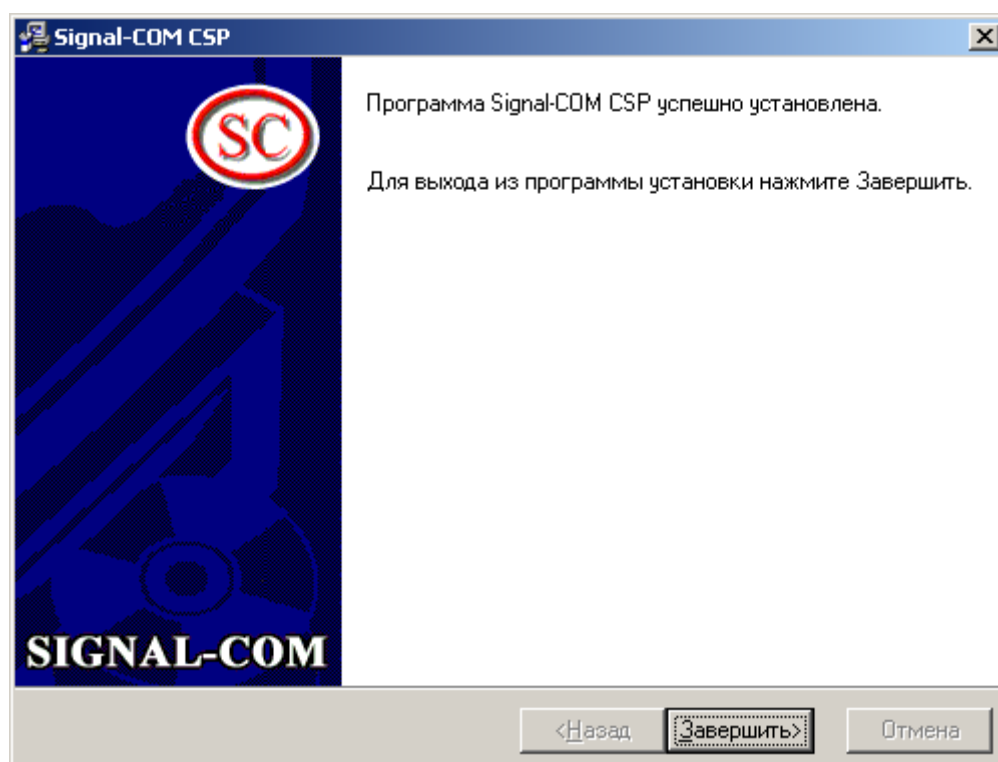 Signal-COM CSP
SC
Программа Signal-COM CSP успешно установлена.
Для выхода из программы установки нажмите Завершить.
SIGNAL-COM
<Назад
Завершить>
Отмена